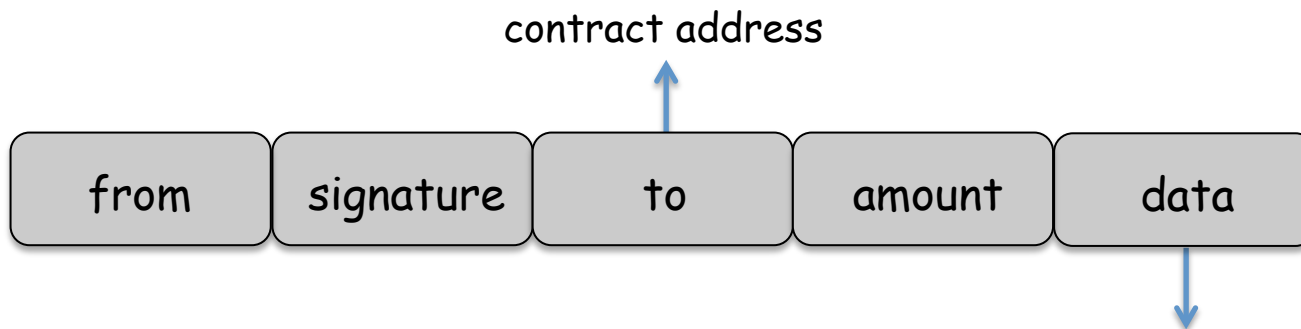 contract address
from signature to amount data